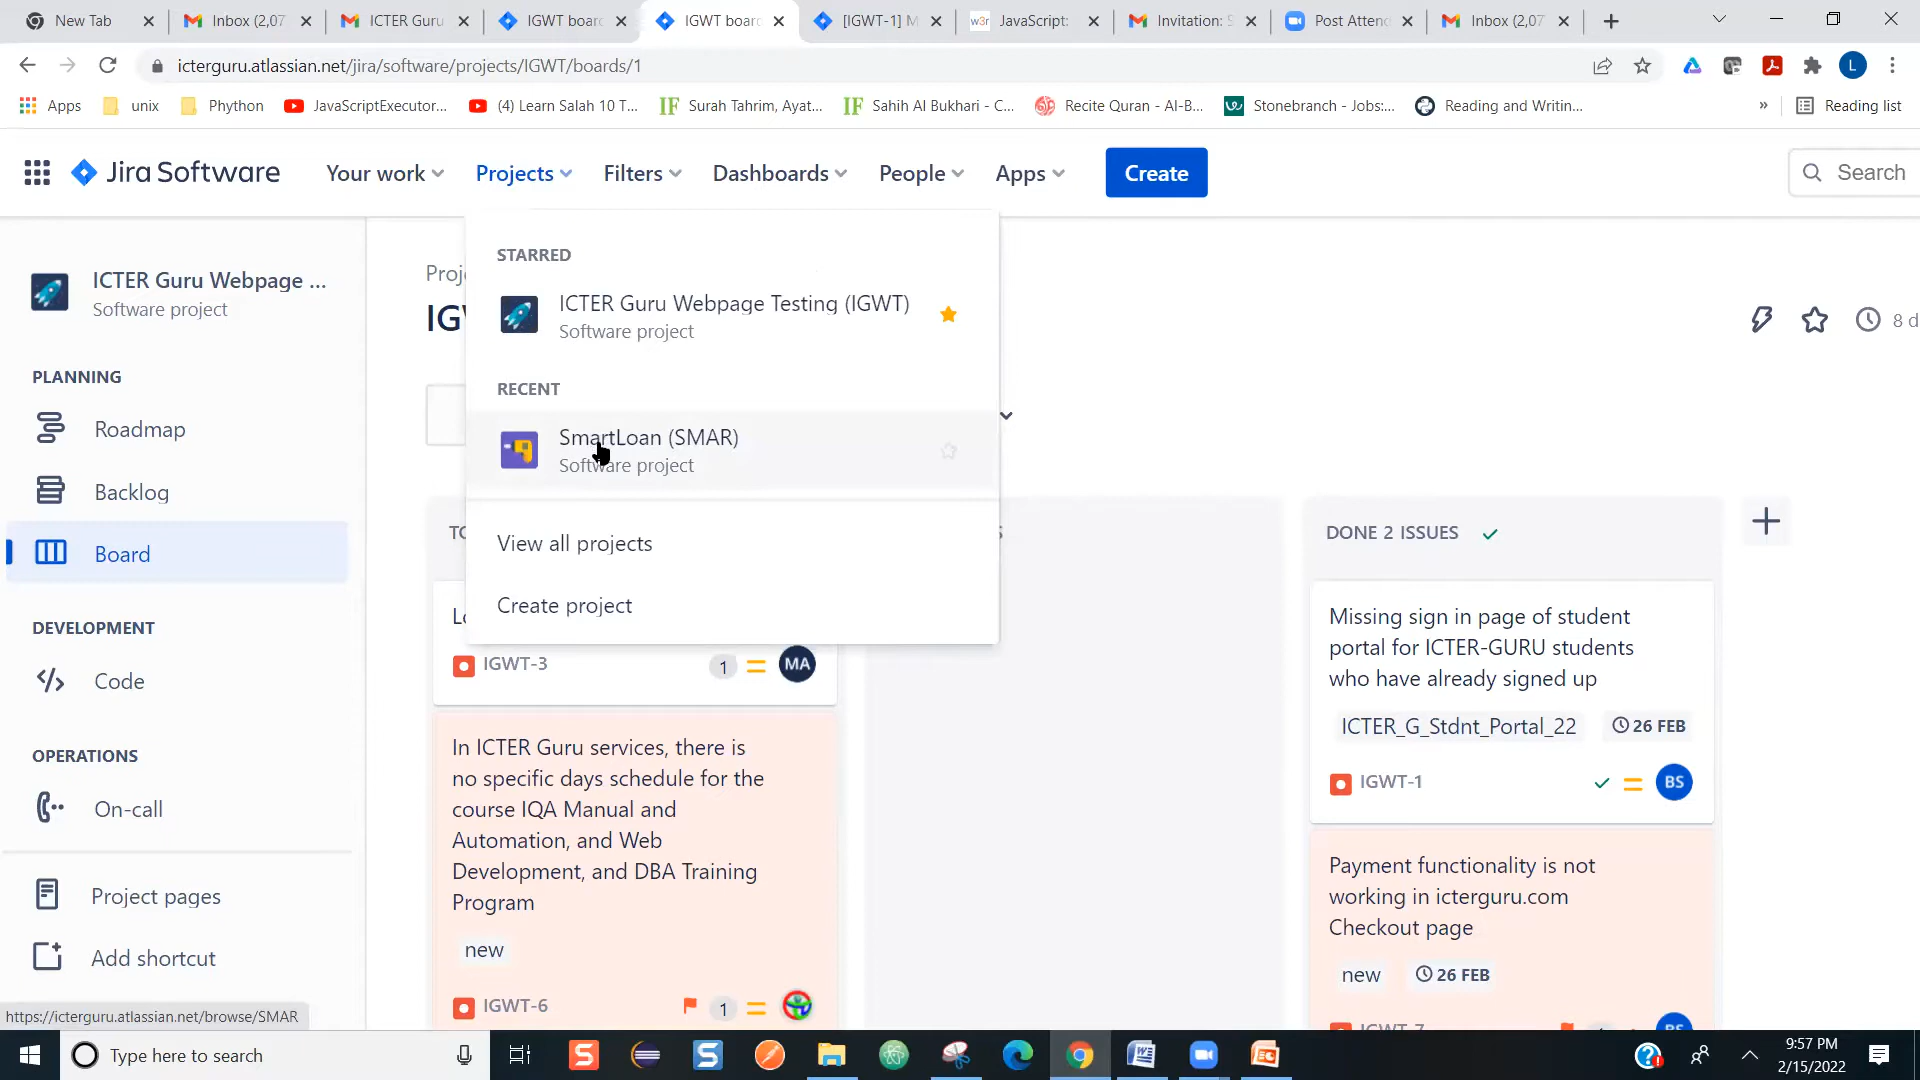 New Tab
Inbox (2,07
ICTER Guru
IGWT boar
IGWT boar
[IGWT-1] M
w3r JavaScript:
Invitation: S
Post Attend
Inbox (2,07
icterguru.atlassian.net/jira/software/projects/IGWT/boards/1
L
Apps
unix
Phython
JavaScriptExecutor...
(4) Learn Salah 10 T...
IF Surah Tahrim, Ayat...
IF Sahih Al Bukhari - C...
Recite Quran - Al-B...
Stonebranch - Jobs:...
Reading and Writin...
»
Reading list
Jira Software
Your work
Projects
Filters
Dashboards
People
Apps
Create
Search
ICTER Guru Webpage ...
Software project
PLANNING
Roadmap
Backlog
Board
DEVELOPMENT
Code
OPERATIONS
On-call
Project pages
Add shortcut
Proj
IG
8 d
STARRED
ICTER Guru Webpage Testing (IGWT)
Software project
RECENT
SmartLoan (SMAR)
Software project
View all projects
Create project
TO
S
IGWT-3
1
MA
In ICTER Guru services, there is
no specific days schedule for the
course IQA Manual and
Automation, and Web
Development, and DBA Training
Program
new
IGWT-6
1
DONE 2 ISSUES
Missing sign in page of student
portal for ICTER-GURU students
who have already signed up
ICTER_G_Stdnt_Portal_22
26 FEB
IGWT-1
BS
Payment functionality is not
working in icterguru.com
Checkout page
new
26 FEB
IGWT-7
BS
https://icterguru.atlassian.net/browse/SMAR
Type here to search
9:57 PM
2/15/2022